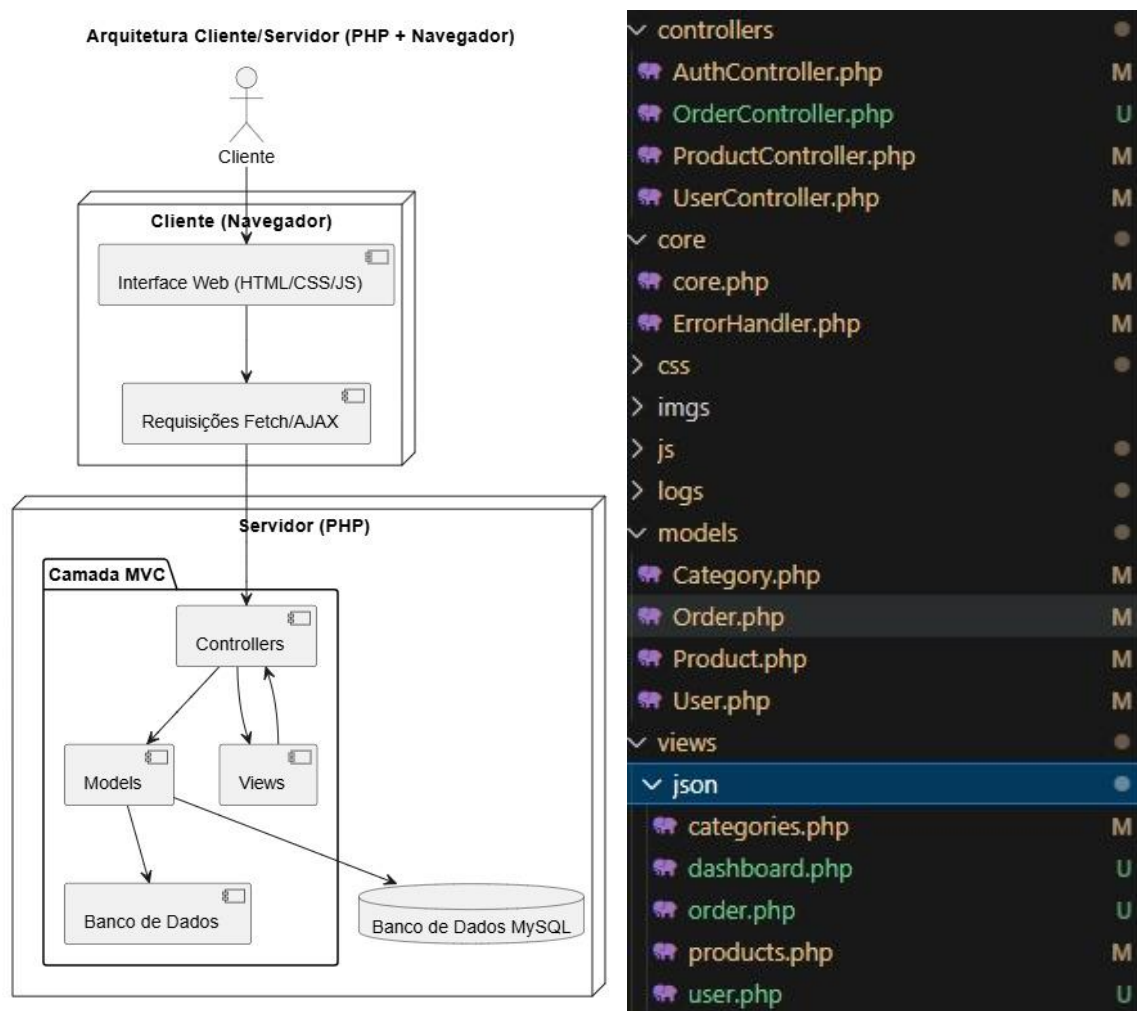 Arquitetura Cliente/Servidor (PHP + Navegador)
Cliente
Cliente (Navegador)
Interface Web (HTML/CSS/JS)
Requisições Fetch/AJAX
Servidor (PHP)
Camada MVC
Controllers
Models
Views
Banco de Dados
Banco de Dados MySQL
controllers
AuthController.php M
OrderController.php U
ProductController.php M
UserController.php M
core
core.php M
ErrorHandler.php M
css
imgs
js
logs
models
Category.php M
Order.php M
Product.php M
User.php M
views
json
categories.php M
dashboard.php U
order.php U
products.php M
user.php U